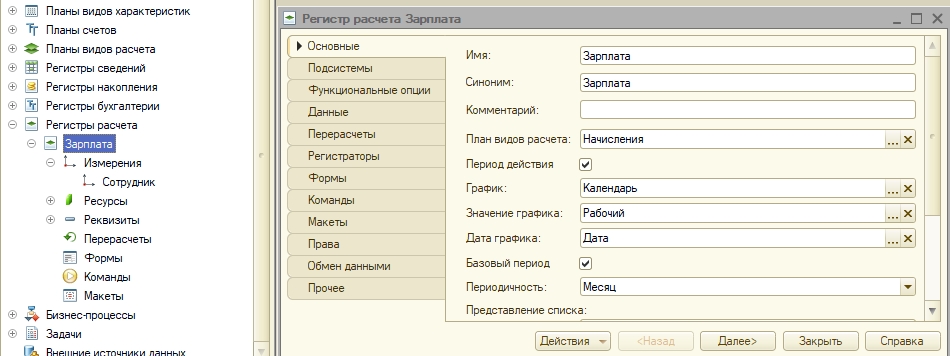 Планы видов характеристик
Планы счетов
Планы видов расчета
Регистры сведений
Регистры накопления
Регистры бухгалтерии
Регистры расчета
Зарплата
Измерения
Сотрудник
Ресурсы
Реквизиты
Перерасчеты
Формы
Команды
Макеты
Бизнес-процессы
Задачи
Внешние источники данных
Регистр расчета Зарплата
Основные
Подсистемы
Функциональные опции
Данные
Перерасчеты
Регистраторы
Формы
Команды
Макеты
Права
Обмен данными
Прочее
Имя: Зарплата
Синоним: Зарплата
Комментарий:
План видов расчета: Начисления ...
Период действия
График: Календарь ...
Значение графика: Рабочий ...
Дата графика: Дата ...
Базовый период
Периодичность: Месяц
Представление списка:
Действия <Назад Далее> Закрыть Справка